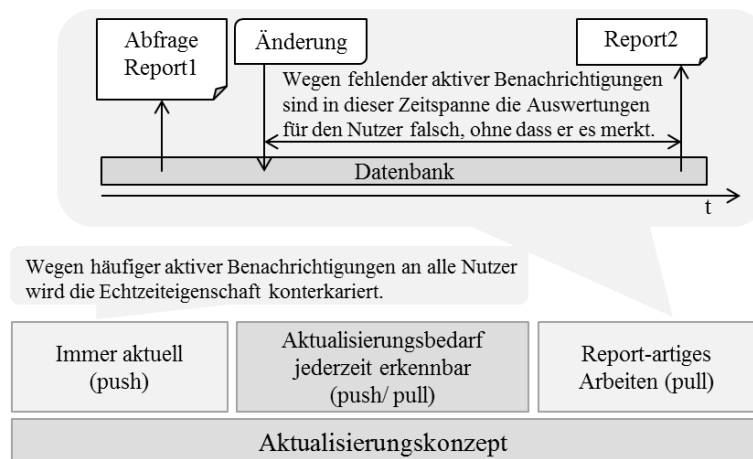 Abfrage
Report1
Änderung
Report2
Wegen fehlender aktiver Benachrichtigungen
sind in dieser Zeitspanne die Auswertungen
für den Nutzer falsch, ohne dass er es merkt.
Datenbank
t
Wegen häufiger aktiver Benachrichtigungen an alle Nutzer
wird die Echtzeiteigenschaft konterkariert.
Immer aktuell
(push)
Aktualisierungsbedarf
jederzeit erkennbar
(push/ pull)
Report-artiges
Arbeiten (pull)
Aktualisierungskonzept